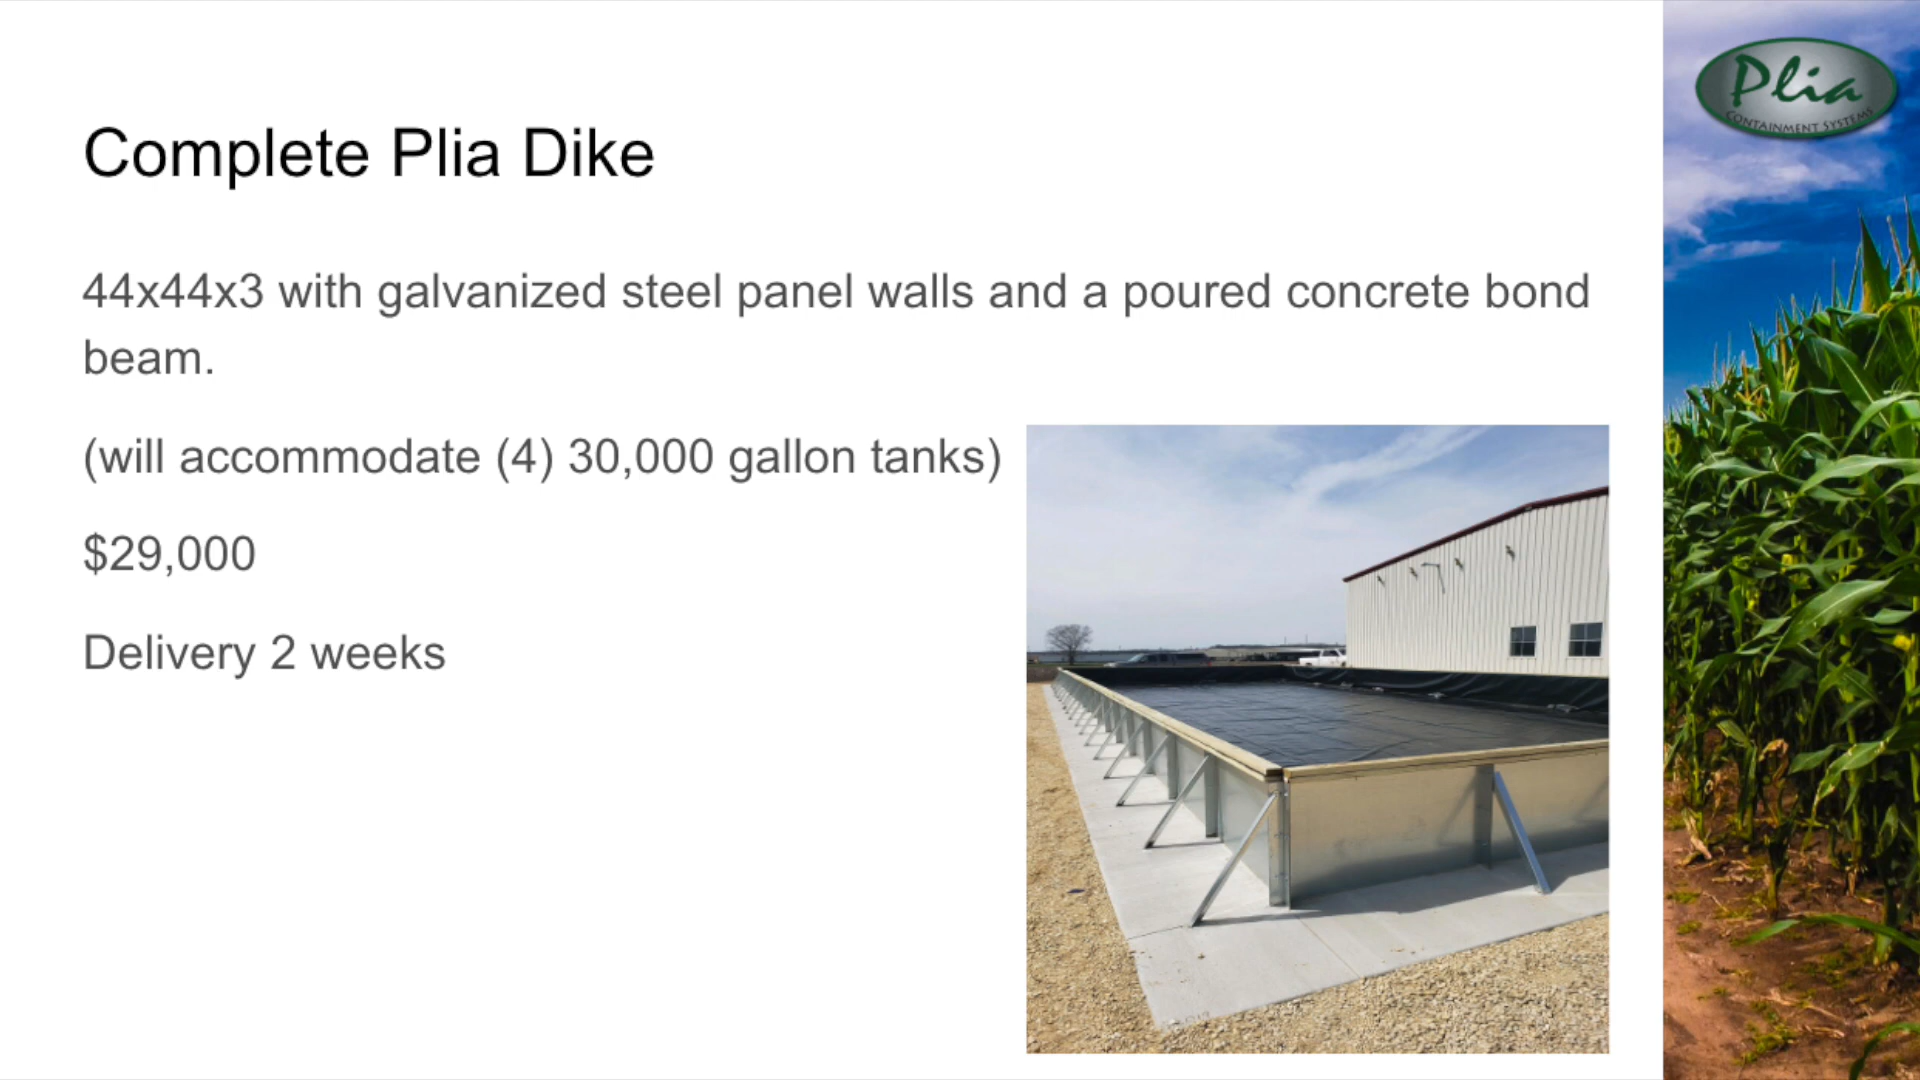 Plia
CONTAINMENT SYSTEMS
Complete Plia Dike
44x44x3 with galvanized steel panel walls and a poured concrete bond
beam.
(will accommodate (4) 30,000 gallon tanks)
$29,000
Delivery 2 weeks